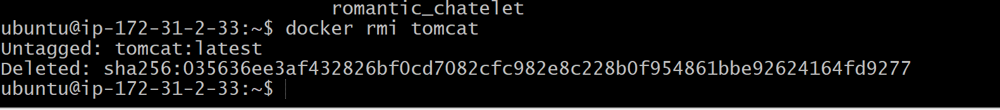 romantic_chatelet
ubuntu@ip-172-31-2-33:~$ docker rmi tomcat
Untagged: tomcat:latest
Deleted: sha256:035636ee3af432826bf0cd7082cfc982e8c228b0f954861bbe92624164fd9277
ubuntu@ip-172-31-2-33:~$